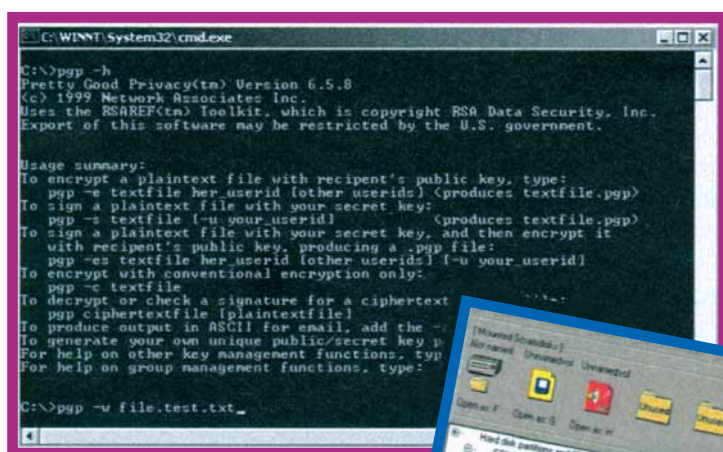 C:\WINNT\System32\cmd.exe
C:\>pgp -h
Pretty Good Privacy(tm) Version 6.5.8
(c) 1999 Network Associates Inc.
Uses the RSAREF(tm) Toolkit, which is copyright RSA Data Security, Inc.
Export of this software may be restricted by the U.S. government.
Usage summary:
To encrypt a plaintext file with recipent's public key, type:
pgp -e textfile her_userid [other userids] (produces textfile.pgp)
To sign a plaintext file with your secret key:
pgp -s textfile [-u your_userid] (produces textfile.pgp)
To sign a plaintext file with your secret key, and then encrypt it
with recipent's public key, producing a .pgp file:
pgp -es textfile her_userid [other userids] [-u your_userid]
To encrypt with conventional encryption only:
pgp -c textfile
To decrypt or check a signature for a ciphertext
pgp ciphertextfile [plaintextfile]
To produce output in ASCII for email, add the
To generate your own unique public/secret key
For help on other key management functions, typ
For help on group management functions, type:
C:\>pgp -w file.test.txt_
[Mounted Scramdisks]
Not named Unnamedvol Unnamedvol
Open as: F Open as: G Open as: H Unused
Hard disk partitions